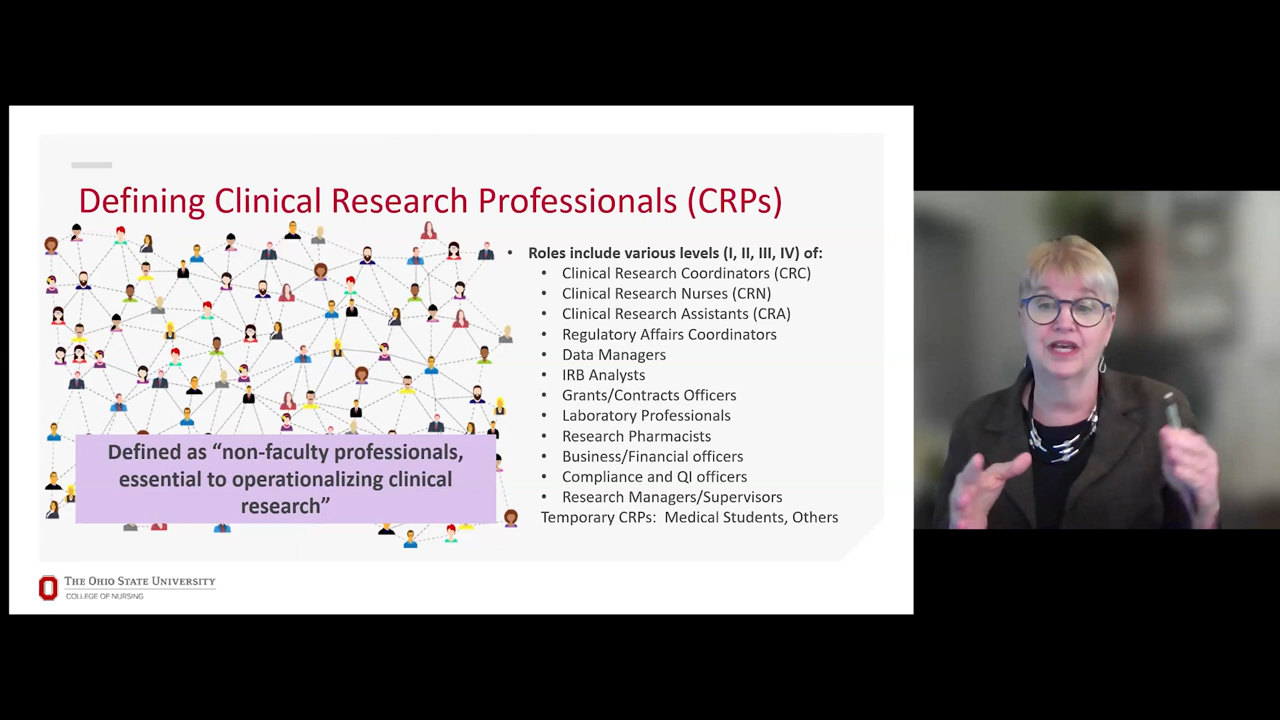 Defining Clinical Research Professionals (CRPs)
• Roles include various levels (I, II, III, IV) of:
• Clinical Research Coordinators (CRC)
• Clinical Research Nurses (CRN)
• Clinical Research Assistants (CRA)
• Regulatory Affairs Coordinators
• Data Managers
• IRB Analysts
• Grants/Contracts Officers
• Laboratory Professionals
• Research Pharmacists
• Business/Financial officers
• Compliance and QI officers
• Research Managers/Supervisors
Temporary CRPs: Medical Students, Others
Defined as “non-faculty professionals,
essential to operationalizing clinical
research”
THE OHIO STATE UNIVERSITY
COLLEGE OF NURSING